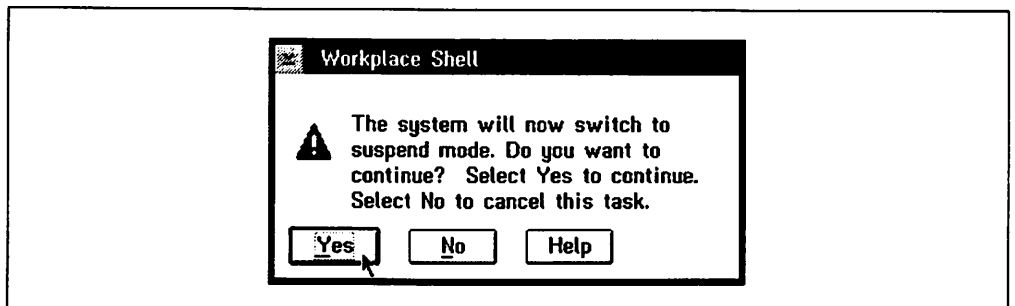 Workplace Shell
The system will now switch to
suspend mode. Do you want to
continue? Select Yes to continue.
Select No to cancel this task.
Yes No Help